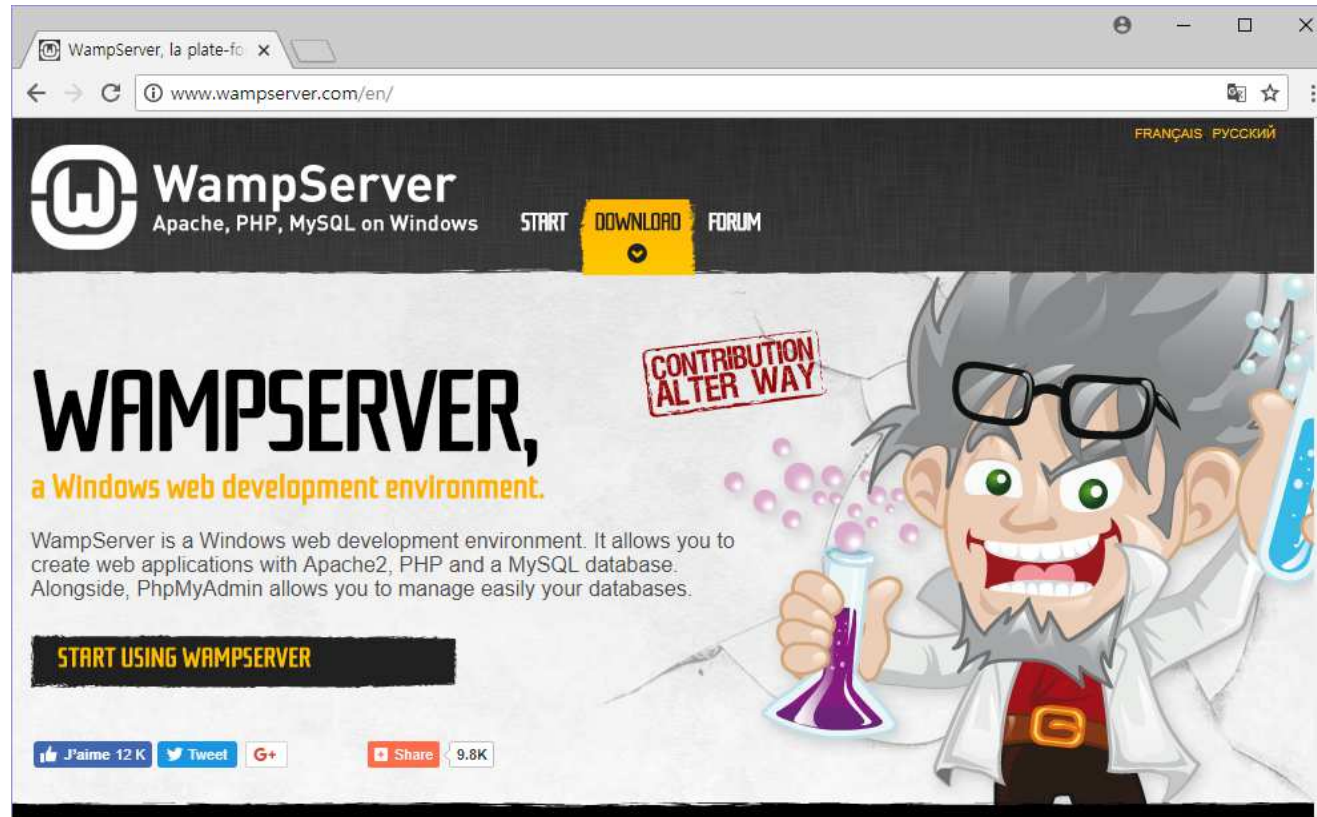 WampServer, la plate-fo
www.wampserver.com/en/
FRANÇAIS РУССКИЙ
WampServer
Apache, PHP, MySQL on Windows
START DOWNLOAD FORUM
CONTRIBUTION
ALTER WAY
WAMPSERVER,
a Windows web development environment.
WampServer is a Windows web development environment. It allows you to
create web applications with Apache2, PHP and a MySQL database.
Alongside, PhpMyAdmin allows you to manage easily your databases.
START USING WAMPSERVER
J'aime 12 K Tweet G+ Share 9.8K